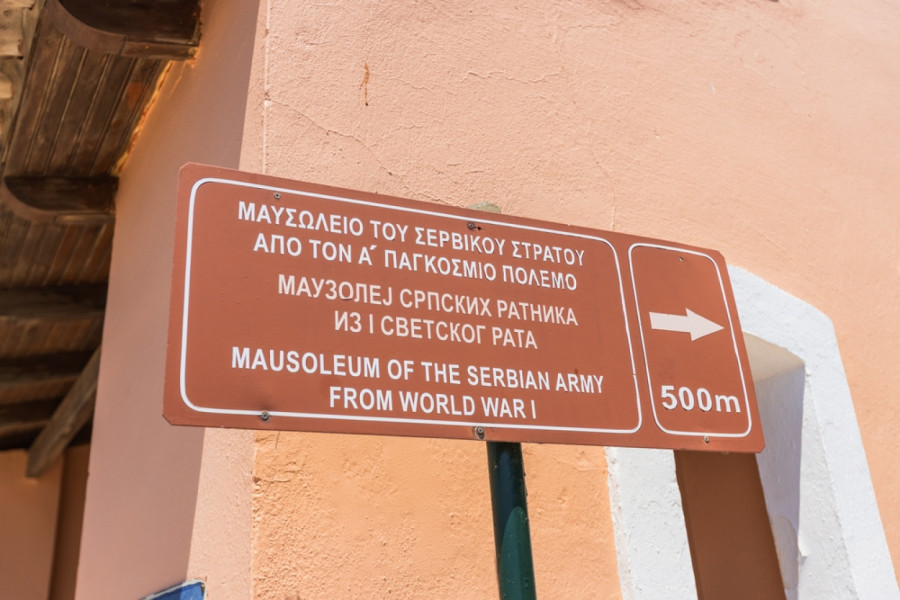 ΜΑΥΣΩΛΕΙΟ ΤΟΥ ΣΕΡΒΙΚΟΥ ΣΤΡΑΤΟΥ
ΑΠΟ ΤΟΝ Α΄ ΠΑΓΚΟΣΜΙΟ ΠΟΛΕΜΟ
МАУЗОЛЕЈ СРПСКИХ РАТНИКА
ИЗ I СВЕТСКОГ РАТА
MAUSOLEUM OF THE SERBIAN ARMY
FROM WORLD WAR I
500m